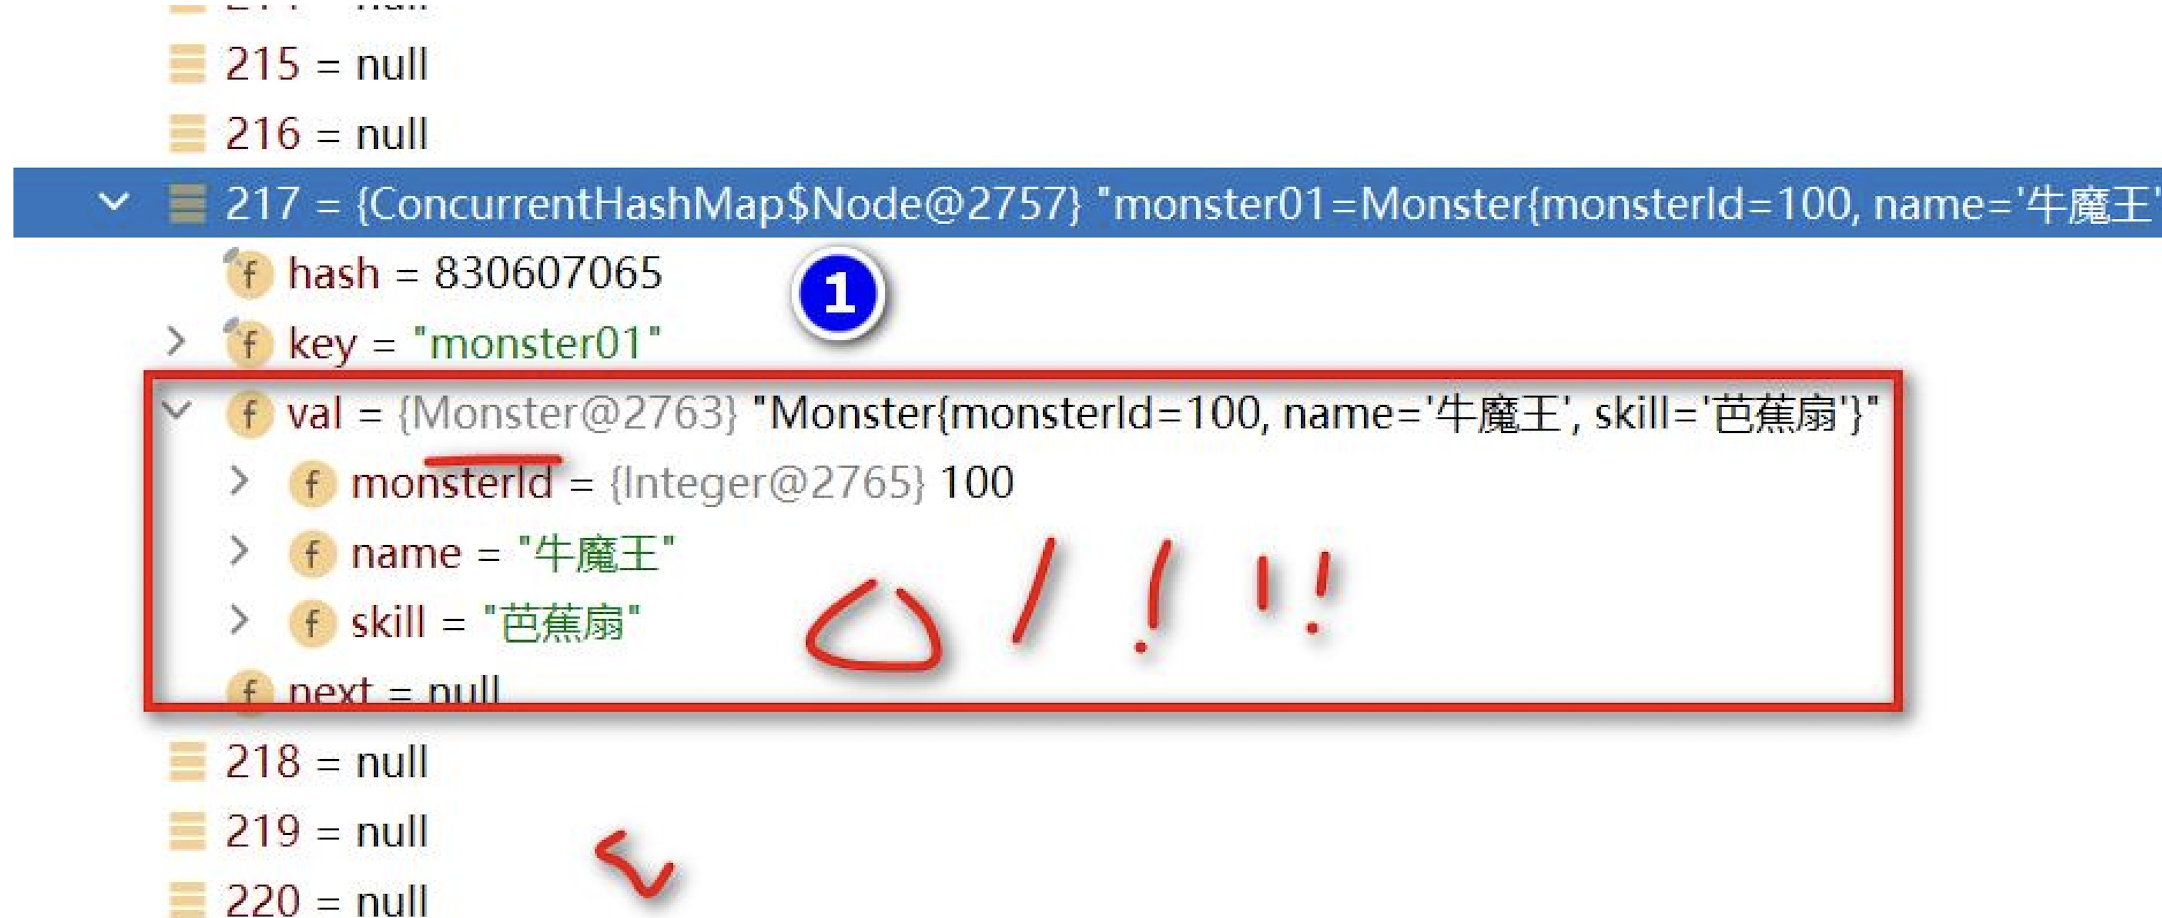 215 = null
216 = null
217 = {ConcurrentHashMap$Node@2757} "monster01=Monster{monsterId=100, name='牛魔王'
f hash = 830607065
1
f key = "monster01"
f val = {Monster@2763} "Monster{monsterId=100, name='牛魔王', skill='芭蕉扇'}"
f monsterId = {Integer@2765} 100
f name = "牛魔王"
f skill = "芭蕉扇"
f next = null
218 = null
219 = null
220 = null